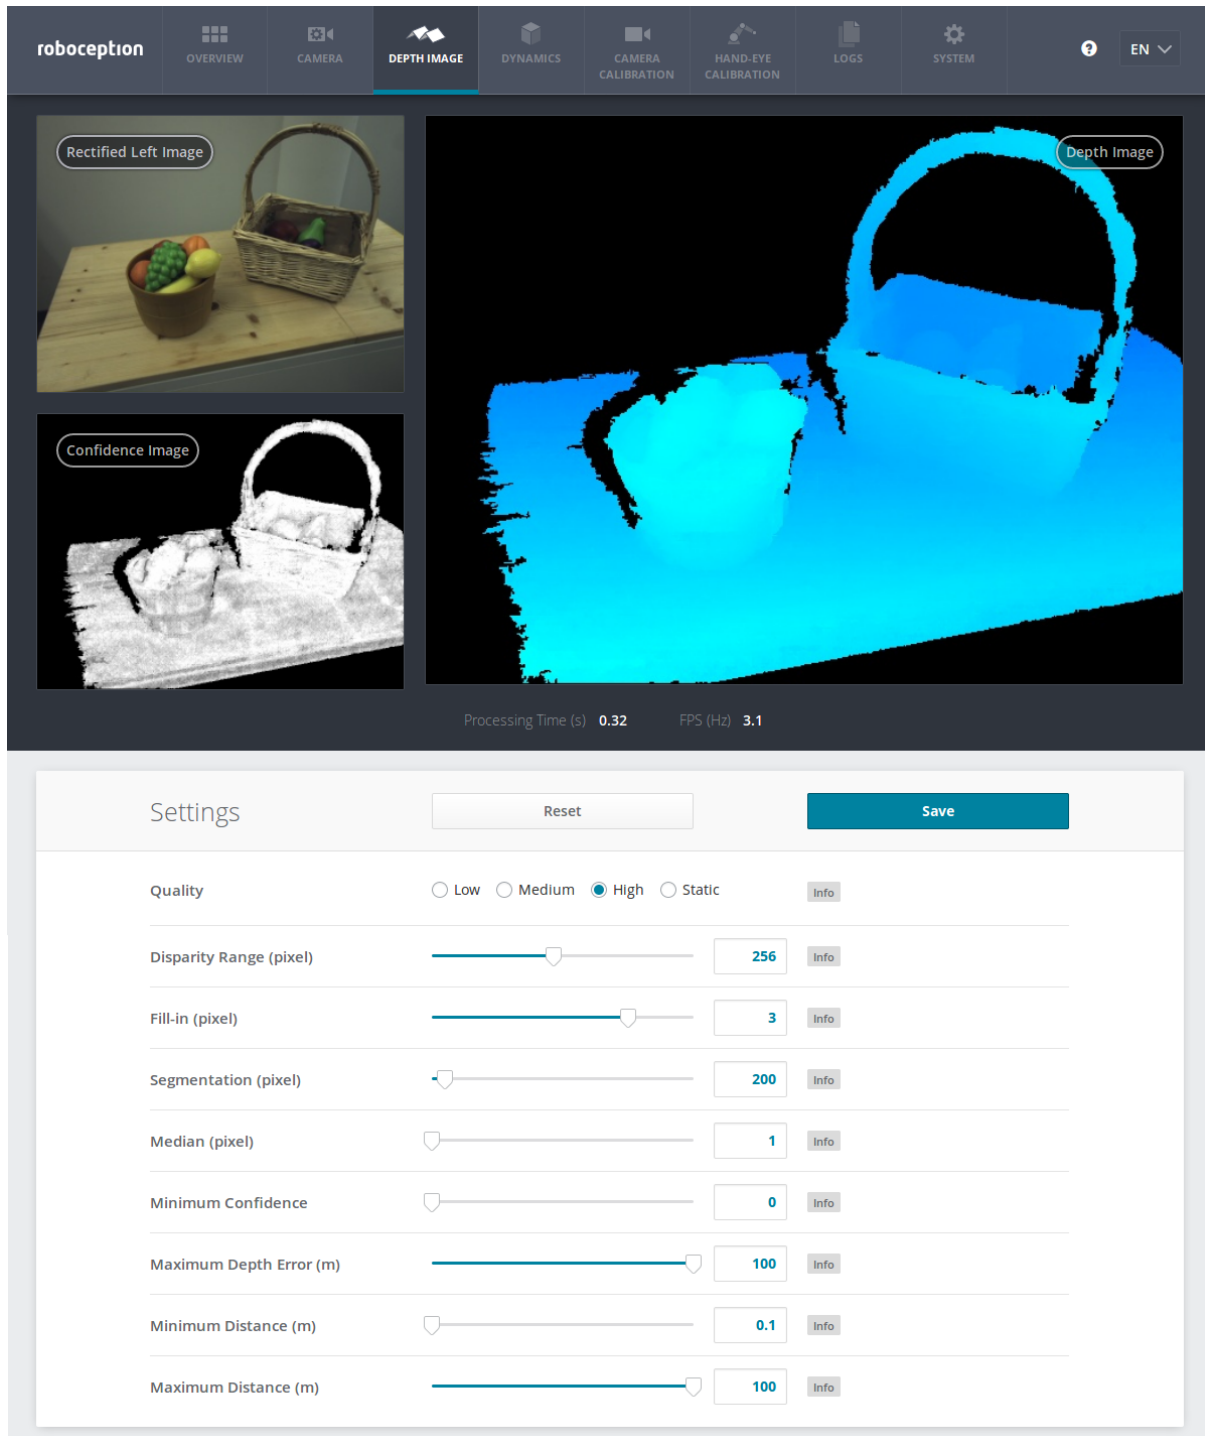 roboception
OVERVIEW
CAMERA
DEPTH IMAGE
DYNAMICS
CAMERA
CALIBRATION
HAND-EYE
CALIBRATION
LOGS
SYSTEM
?
EN
Rectified Left Image
Depth Image
Confidence Image
Processing Time (s) 0.32 FPS (Hz) 3.1
Settings Reset Save
Quality Low Medium High Static Info
Disparity Range (pixel) 256 Info
Fill-in (pixel) 3 Info
Segmentation (pixel) 200 Info
Median (pixel) 1 Info
Minimum Confidence 0 Info
Maximum Depth Error (m) 100 Info
Minimum Distance (m) 0.1 Info
Maximum Distance (m) 100 Info